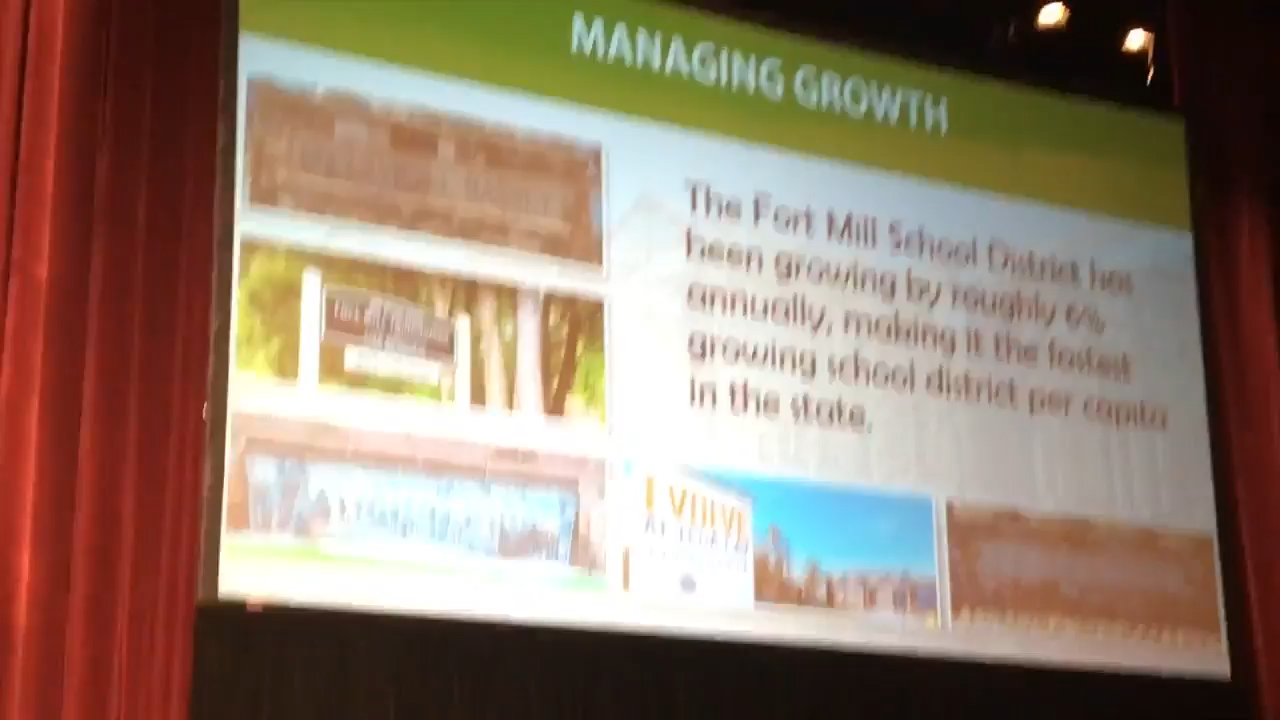 MANAGING GROWTH
The Fort Mill School District has
been growing by roughly 6%
annually, making it the fastest
growing school district per capita
in the state.
EVOLVE